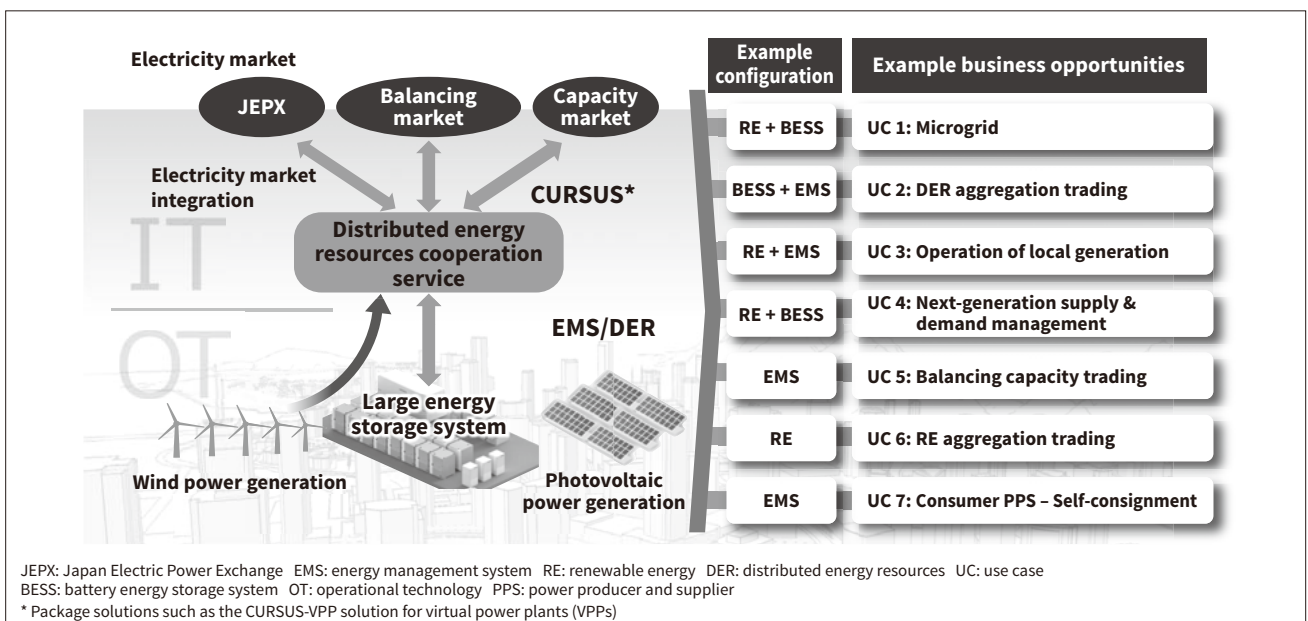 Electricity market
JEPX
Balancing
market
Capacity
market
Electricity market
integration
CURSUS*
Distributed energy
resources cooperation
service
IT
OT
EMS/DER
Large energy
storage system
Wind power generation
Photovoltaic
power generation
Example
configuration
Example business opportunities
RE + BESS
UC 1: Microgrid
BESS + EMS
UC 2: DER aggregation trading
RE + EMS
UC 3: Operation of local generation
RE + BESS
UC 4: Next-generation supply &
demand management
EMS
UC 5: Balancing capacity trading
RE
UC 6: RE aggregation trading
EMS
UC 7: Consumer PPS – Self-consignment
JEPX: Japan Electric Power Exchange EMS: energy management system RE: renewable energy DER: distributed energy resources UC: use case
BESS: battery energy storage system OT: operational technology PPS: power producer and supplier
* Package solutions such as the CURSUS-VPP solution for virtual power plants (VPPs)